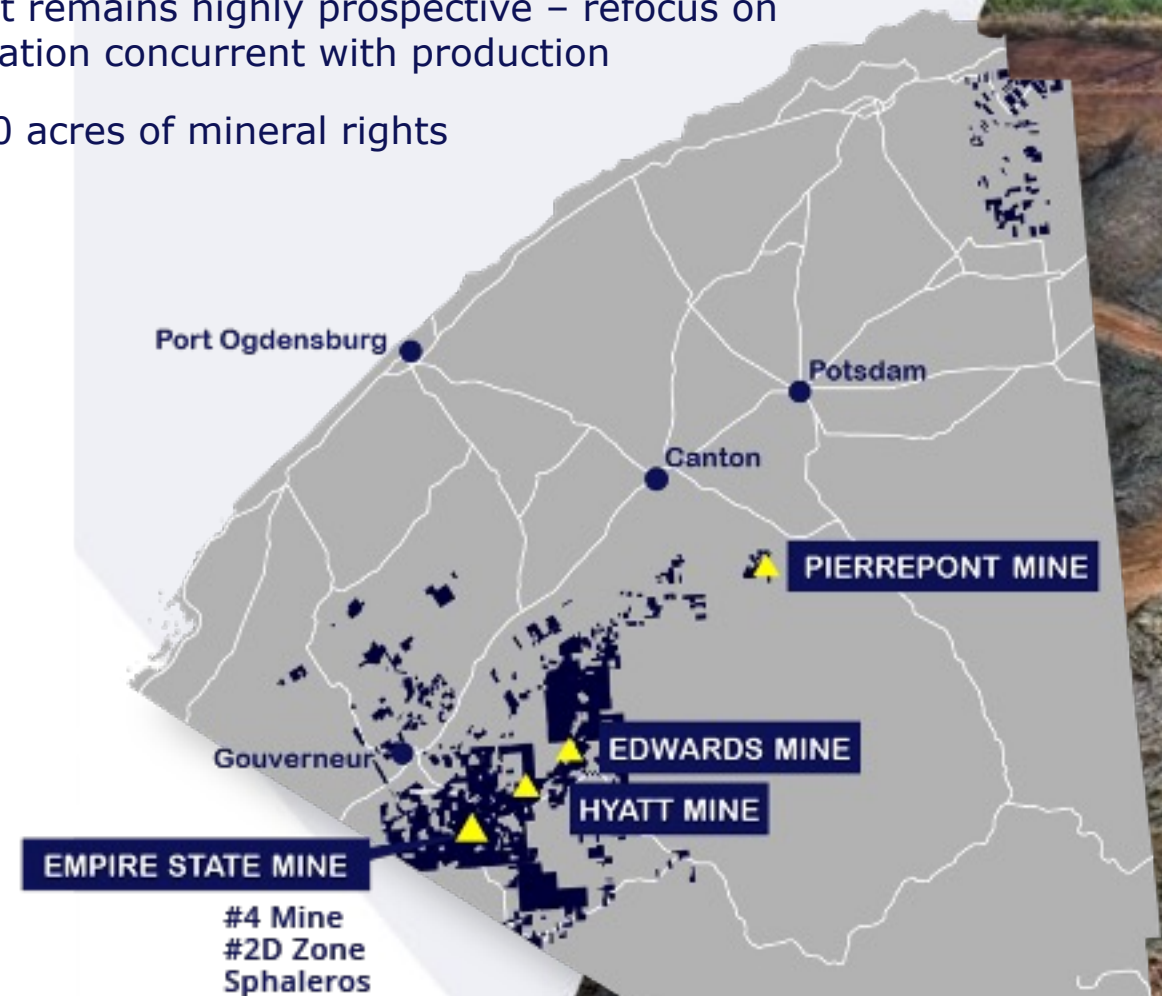 t remains highly prospective – refocus on
ation concurrent with production
0 acres of mineral rights
Port Ogdensburg
Potsdam
Canton
PIERREPONT MINE
EDWARDS MINE
Gouverneur
HYATT MINE
EMPIRE STATE MINE
#4 Mine
#2D Zone
Sphaleros